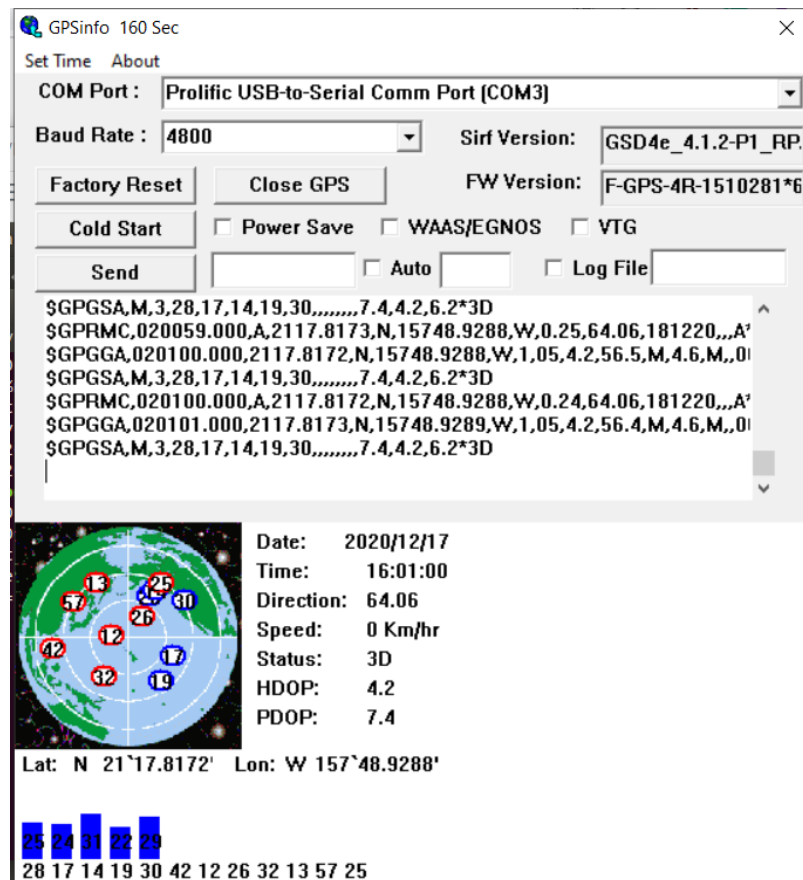 GPSinfo 160 Sec
Set Time About
COM Port : Prolific USB-to-Serial Comm Port (COM3)
Baud Rate : 4800 Sirf Version: GSD4e_4.1.2-P1_RP.
Factory Reset Close GPS FW Version: F-GPS-4R-1510281*6
Cold Start Power Save WAAS/EGNOS VTG
Send Auto Log File
$GPGSA,M,3,28,17,14,19,30,,,,,,,,7.4,4.2,6.2*3D
$GPRMC,020059.000,A,2117.8173,N,15748.9288,W,0.25,64.06,181220,,,A*
$GPGGA,020100.000,2117.8172,N,15748.9288,W,1,05,4.2,56.5,M,4.6,M,,0
$GPGSA,M,3,28,17,14,19,30,,,,,,,,7.4,4.2,6.2*3D
$GPRMC,020100.000,A,2117.8172,N,15748.9288,W,0.24,64.06,181220,,,A*
$GPGGA,020101.000,2117.8173,N,15748.9289,W,1,05,4.2,56.4,M,4.6,M,,0
$GPGSA,M,3,28,17,14,19,30,,,,,,,,7.4,4.2,6.2*3D
13 25
57 30
26
12
42 17
32 19
Date: 2020/12/17
Time: 16:01:00
Direction: 64.06
Speed: 0 Km/hr
Status: 3D
HDOP: 4.2
PDOP: 7.4
Lat: N 21`17.8172' Lon: W 157`48.9288'
25 24 31 22 29
28 17 14 19 30 42 12 26 32 13 57 25